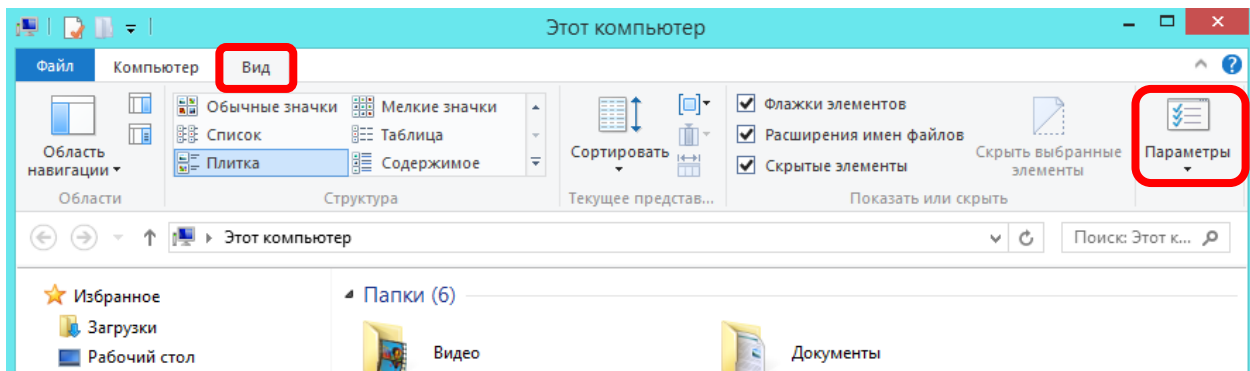 Этот компьютер
Файл Компьютер Вид
Обычные значки Мелкие значки
Список Таблица
Плитка Содержимое
Область
навигации
Сортировать
Флажки элементов
Расширения имен файлов
Скрытые элементы
Скрыть выбранные
элементы
Параметры
Области Структура Текущее представ... Показать или скрыть
Этот компьютер Поиск: Этот к...
Избранное
Загрузки
Рабочий стол
Папки (6)
Видео Документы